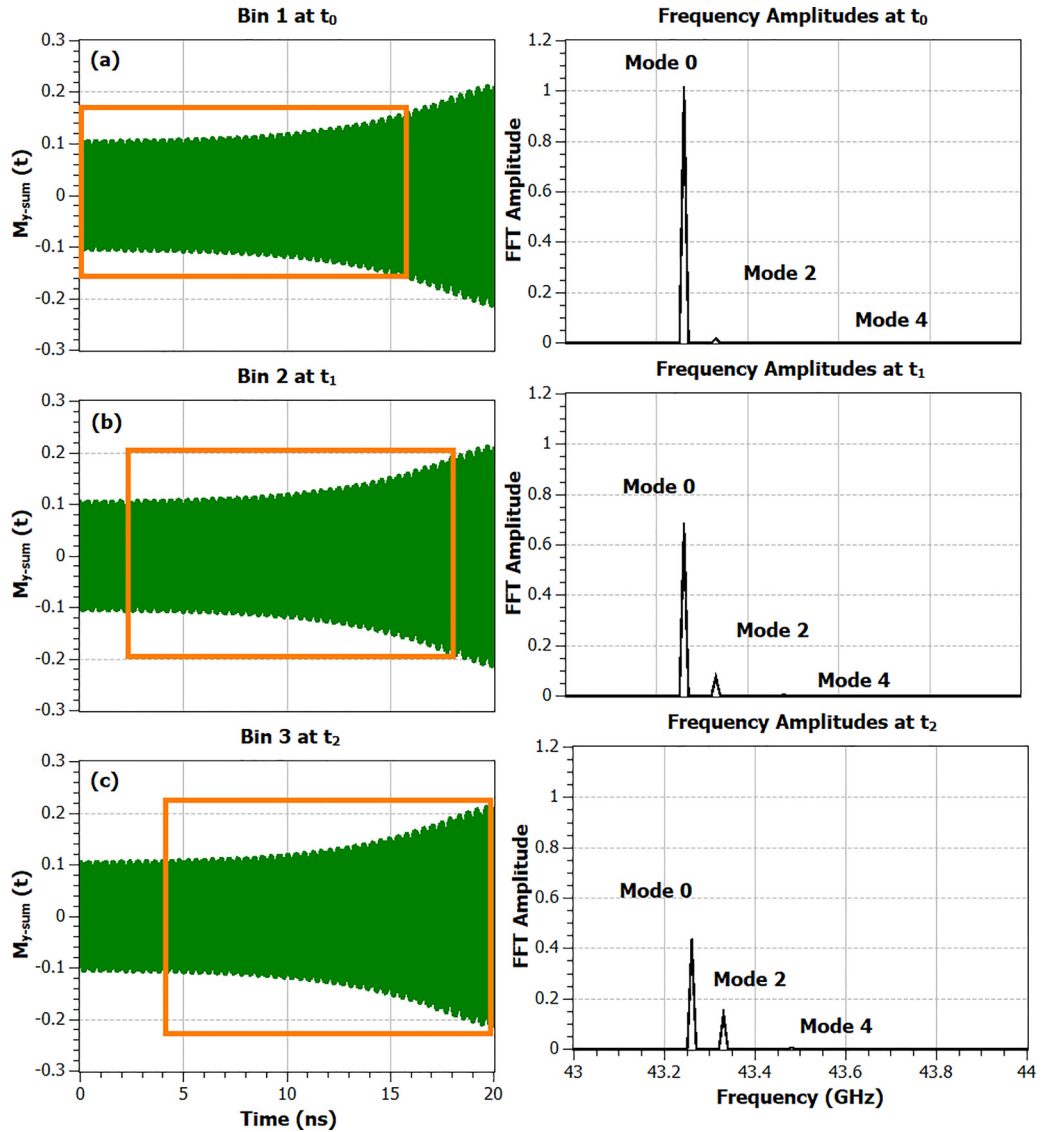 Bin 1 at t₀
Frequency Amplitudes at t₀
(a)
0.3
0.2
0.1
0
-0.1
-0.2
-0.3
My-sum (t)
1.2
1
0.8
0.6
0.4
0.2
0
FFT Amplitude
Mode 0
Mode 2
Mode 4
Bin 2 at t₁
Frequency Amplitudes at t₁
(b)
0.3
0.2
0.1
0
-0.1
-0.2
-0.3
My-sum (t)
1.2
1
0.8
0.6
0.4
0.2
0
FFT Amplitude
Mode 0
Mode 2
Mode 4
Bin 3 at t₂
Frequency Amplitudes at t₂
(c)
0.3
0.2
0.1
0
-0.1
-0.2
-0.3
My-sum (t)
0 5 10 15 20
Time (ns)
1.2
1
0.8
0.6
0.4
0.2
0
FFT Amplitude
Mode 0
Mode 2
Mode 4
43 43.2 43.4 43.6 43.8 44
Frequency (GHz)